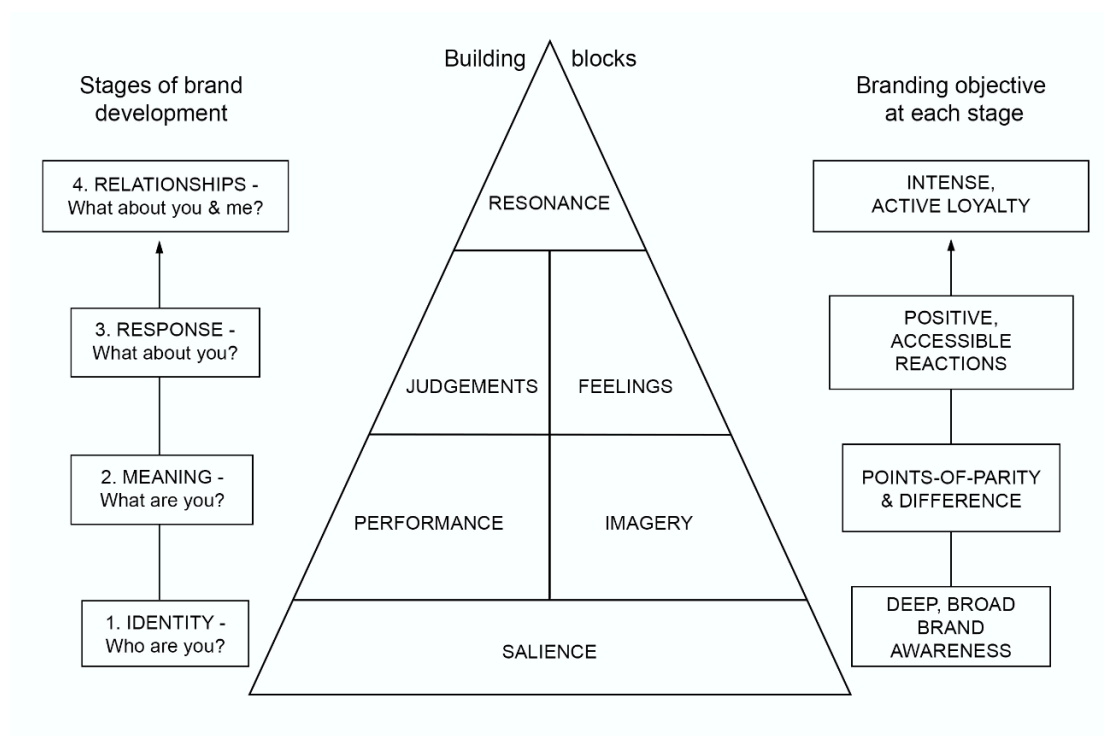 Building blocks
Stages of brand
development
Branding objective
at each stage
4. RELATIONSHIPS -
What about you & me?
RESONANCE
INTENSE,
ACTIVE LOYALTY
3. RESPONSE -
What about you?
JUDGEMENTS
FEELINGS
POSITIVE,
ACCESSIBLE
REACTIONS
2. MEANING -
What are you?
PERFORMANCE
IMAGERY
POINTS-OF-PARITY
& DIFFERENCE
1. IDENTITY -
Who are you?
SALIENCE
DEEP, BROAD
BRAND
AWARENESS